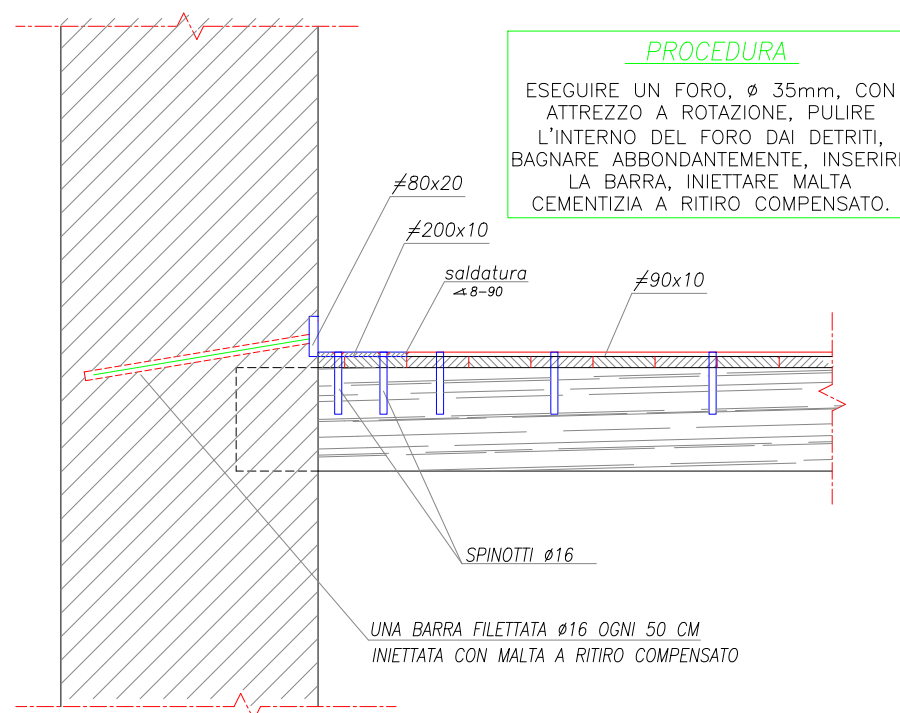 PROCEDURA
ESEGUIRE UN FORO, ø 35mm, CON
ATTREZZO A ROTAZIONE, PULIRE
L'INTERNO DEL FORO DAI DETRITI,
BAGNARE ABBONDANTEMENTE, INSERIRE
LA BARRA, INIETTARE MALTA
CEMENTIZIA A RITIRO COMPENSATO.
≠80x20
≠200x10
saldatura
⊿ 8-90
≠90x10
SPINOTTI ø16
UNA BARRA FILETTATA ø16 OGNI 50 CM
INIETTATA CON MALTA A RITIRO COMPENSATO